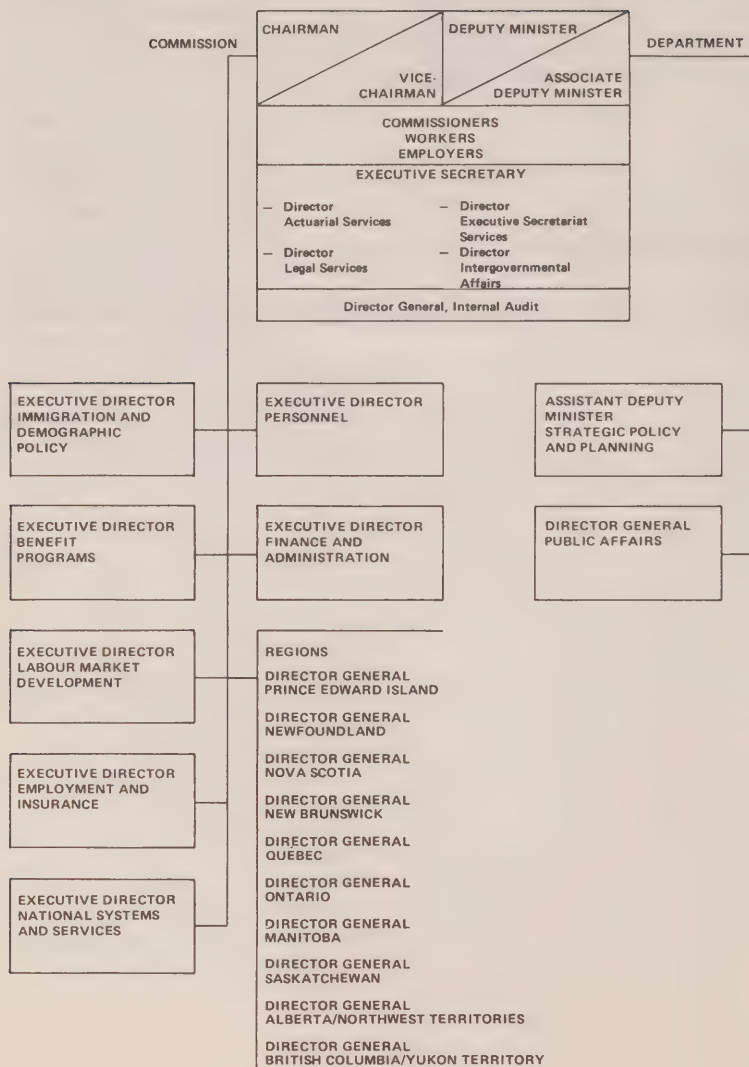 COMMISSION
CHAIRMAN
DEPUTY MINISTER
DEPARTMENT
VICE-
CHAIRMAN
ASSOCIATE
DEPUTY MINISTER
COMMISSIONERS
WORKERS
EMPLOYERS
EXECUTIVE SECRETARY
– Director
Actuarial Services
– Director
Executive Secretariat
Services
– Director
Legal Services
– Director
Intergovernmental
Affairs
Director General, Internal Audit
EXECUTIVE DIRECTOR
IMMIGRATION AND
DEMOGRAPHIC
POLICY
EXECUTIVE DIRECTOR
PERSONNEL
ASSISTANT DEPUTY
MINISTER
STRATEGIC POLICY
AND PLANNING
EXECUTIVE DIRECTOR
BENEFIT
PROGRAMS
EXECUTIVE DIRECTOR
FINANCE AND
ADMINISTRATION
DIRECTOR GENERAL
PUBLIC AFFAIRS
EXECUTIVE DIRECTOR
LABOUR MARKET
DEVELOPMENT
EXECUTIVE DIRECTOR
EMPLOYMENT AND
INSURANCE
EXECUTIVE DIRECTOR
NATIONAL SYSTEMS
AND SERVICES
REGIONS
DIRECTOR GENERAL
PRINCE EDWARD ISLAND
DIRECTOR GENERAL
NEWFOUNDLAND
DIRECTOR GENERAL
NOVA SCOTIA
DIRECTOR GENERAL
NEW BRUNSWICK
DIRECTOR GENERAL
QUÉBEC
DIRECTOR GENERAL
ONTARIO
DIRECTOR GENERAL
MANITOBA
DIRECTOR GENERAL
SASKATCHEWAN
DIRECTOR GENERAL
ALBERTA/NORTHWEST TERRITORIES
DIRECTOR GENERAL
BRITISH COLUMBIA/YUKON TERRITORY